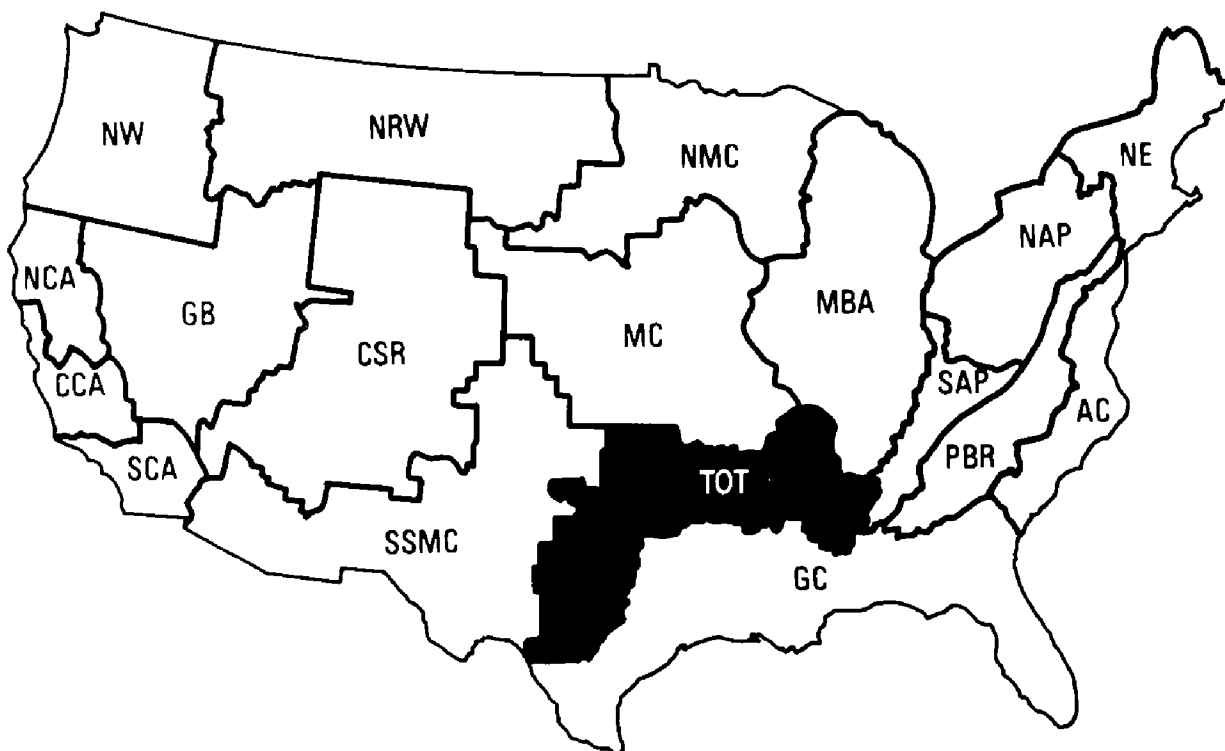 NW
NRW
NMC
NE
NAP
NCA
GB
MBA
MC
CSR
CCA
SAP
AC
SCA
PBR
TOT
SSMC
GC